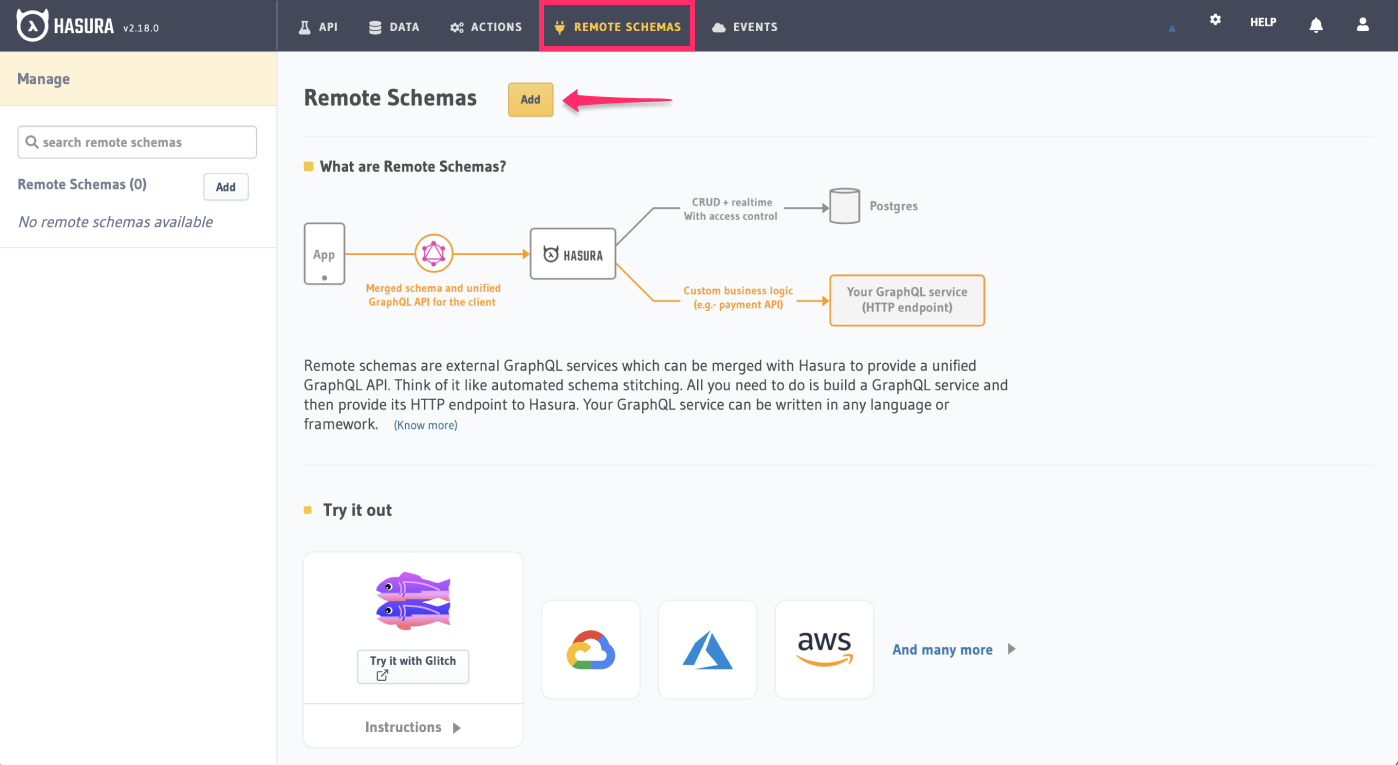 HASURA v2.18.0
API
DATA
ACTIONS
REMOTE SCHEMAS
EVENTS
HELP
Manage
search remote schemas
Remote Schemas (0)
Add
No remote schemas available
Remote Schemas
Add
What are Remote Schemas?
App
Merged schema and unified
GraphQL API for the client
HASURA
CRUD + realtime
With access control
Postgres
Custom business logic
(e.g.- payment API)
Your GraphQL service
(HTTP endpoint)
Remote schemas are external GraphQL services which can be merged with Hasura to provide a unified
GraphQL API. Think of it like automated schema stitching. All you need to do is build a GraphQL service and
then provide its HTTP endpoint to Hasura. Your GraphQL service can be written in any language or
framework. (Know more)
Try it out
Try it with Glitch
Instructions
aws
And many more